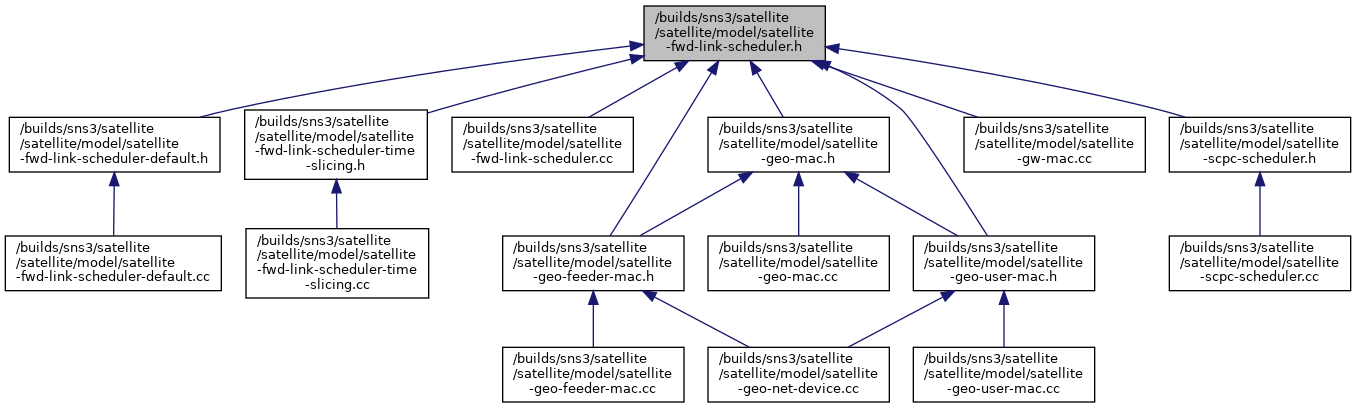 /builds/sns3/satellite
/satellite/model/satellite
-fwd-link-scheduler.h
/builds/sns3/satellite
/satellite/model/satellite
-fwd-link-scheduler-default.h
/builds/sns3/satellite
/satellite/model/satellite
-fwd-link-scheduler-time
-slicing.h
/builds/sns3/satellite
/satellite/model/satellite
-fwd-link-scheduler.cc
/builds/sns3/satellite
/satellite/model/satellite
-geo-mac.h
/builds/sns3/satellite
/satellite/model/satellite
-gw-mac.cc
/builds/sns3/satellite
/satellite/model/satellite
-scpc-scheduler.h
/builds/sns3/satellite
/satellite/model/satellite
-fwd-link-scheduler-default.cc
/builds/sns3/satellite
/satellite/model/satellite
-fwd-link-scheduler-time
-slicing.cc
/builds/sns3/satellite
/satellite/model/satellite
-geo-feeder-mac.h
/builds/sns3/satellite
/satellite/model/satellite
-geo-mac.cc
/builds/sns3/satellite
/satellite/model/satellite
-geo-user-mac.h
/builds/sns3/satellite
/satellite/model/satellite
-scpc-scheduler.cc
/builds/sns3/satellite
/satellite/model/satellite
-geo-feeder-mac.cc
/builds/sns3/satellite
/satellite/model/satellite
-geo-net-device.cc
/builds/sns3/satellite
/satellite/model/satellite
-geo-user-mac.cc